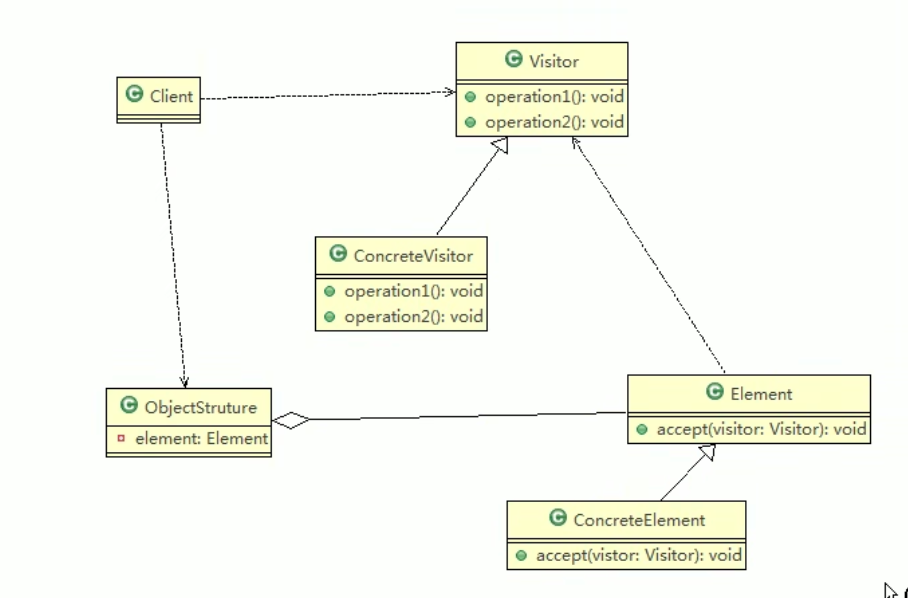 C Visitor
operation1(): void
operation2(): void
C Client
C ConcreteVisitor
operation1(): void
operation2(): void
C ObjectStruture
element: Element
C Element
accept(visitor: Visitor): void
C ConcreteElement
accept(vistor: Visitor): void